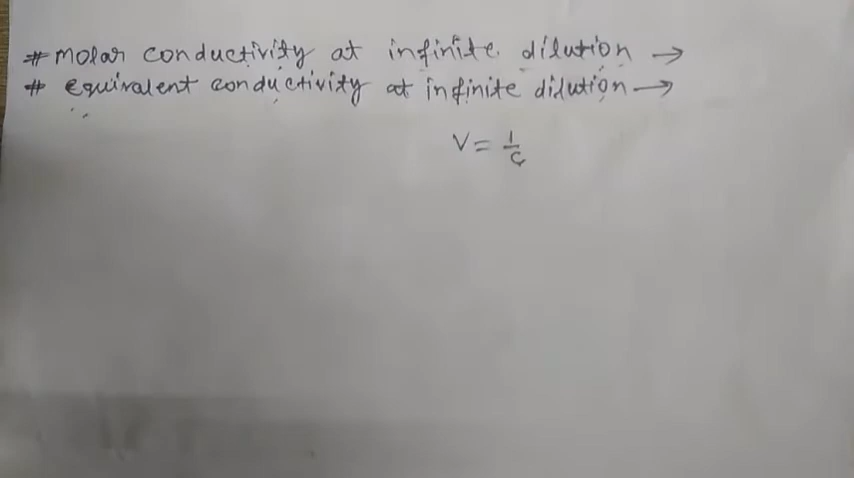 # molar conductivity at infinite dilution →
# equivalent conductivity at infinite dilution →
V = 1/C